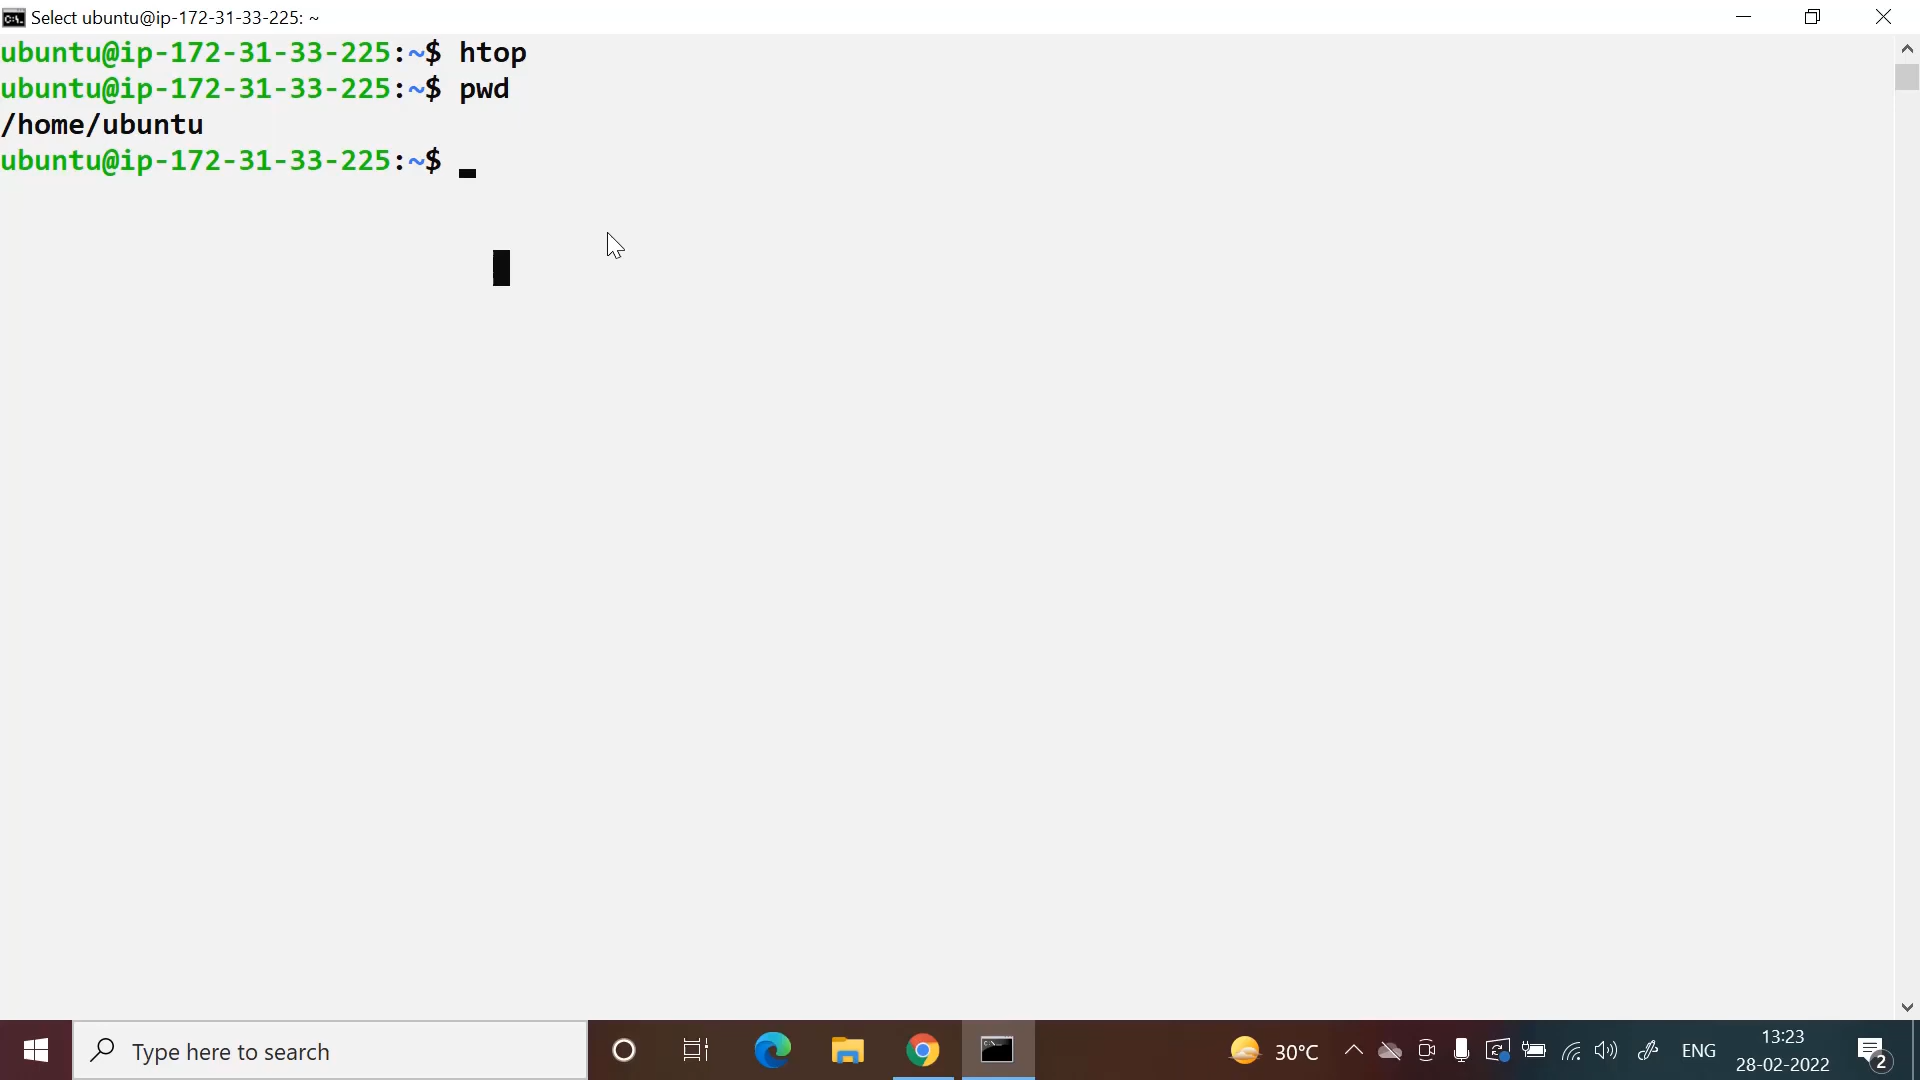 Select ubuntu@ip-172-31-33-225: ~
ubuntu@ip-172-31-33-225:~$ htop
ubuntu@ip-172-31-33-225:~$ pwd
/home/ubuntu
ubuntu@ip-172-31-33-225:~$
Type here to search
30°C
ENG
13:23
28-02-2022
2